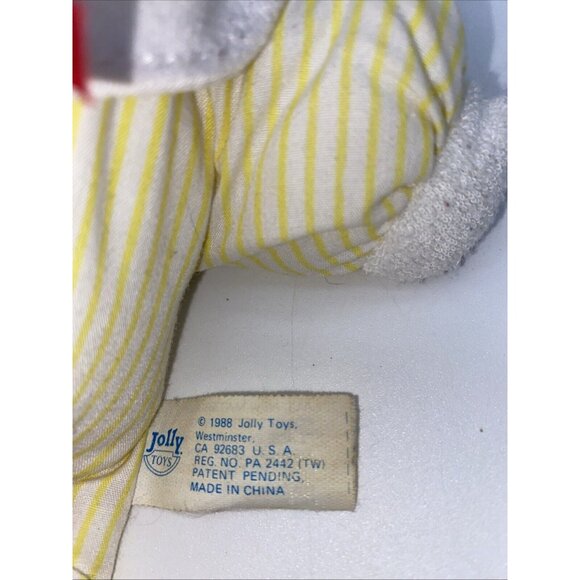 Jolly
TOYS
© 1988 Jolly Toys,
Westminster,
CA 92683 U.S.A.
REG. NO. PA 2442 (TW)
PATENT PENDING,
MADE IN CHINA